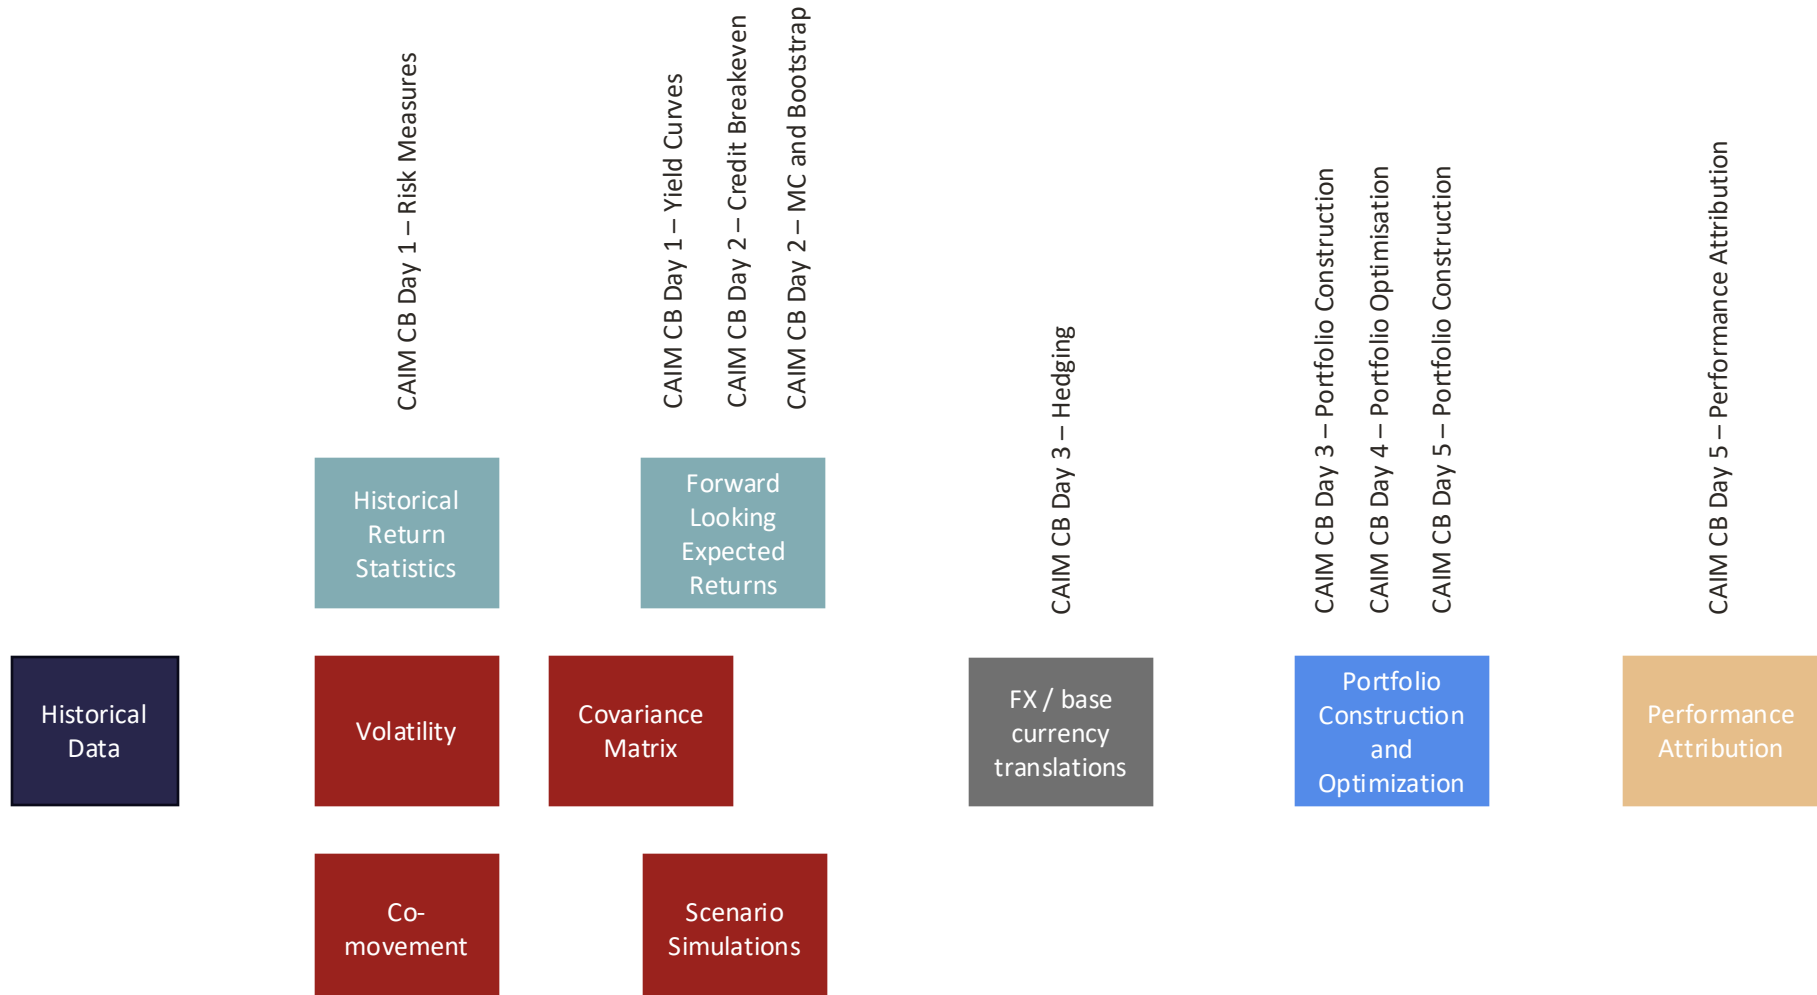 CAIM CB Day 1 – Risk Measures
CAIM CB Day 1 – Yield Curves
CAIM CB Day 2 – Credit Breakeven
CAIM CB Day 2 – MC and Bootstrap
CAIM CB Day 3 – Hedging
CAIM CB Day 3 – Portfolio Construction
CAIM CB Day 4 – Portfolio Optimisation
CAIM CB Day 5 – Portfolio Construction
CAIM CB Day 5 – Performance Attribution
Historical
Return
Statistics
Forward
Looking
Expected
Returns
Historical
Data
Volatility
Covariance
Matrix
FX / base
currency
translations
Portfolio
Construction
and
Optimization
Performance
Attribution
Co-
movement
Scenario
Simulations